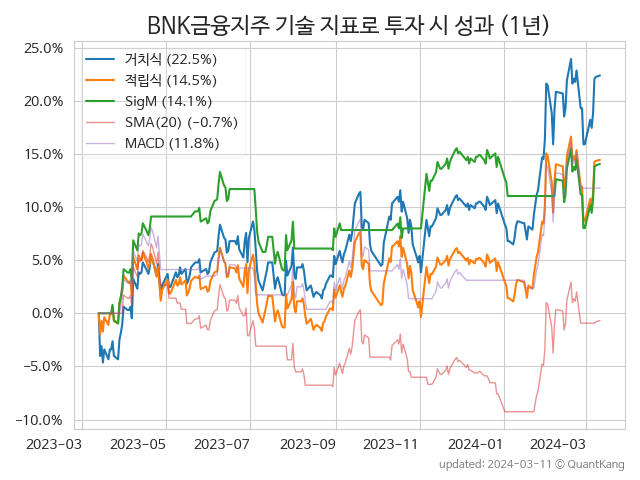 BNK금융지주 기술 지표로 투자 시 성과 (1년)
25.0%
20.0%
15.0%
10.0%
5.0%
0.0%
−5.0%
−10.0%
거치식 (22.5%)
적립식 (14.5%)
SigM (14.1%)
SMA(20) (−0.7%)
MACD (11.8%)
2023-03 2023-05 2023-07 2023-09 2023-11 2024-01 2024-03
updated: 2024-03-11 © QuantKang